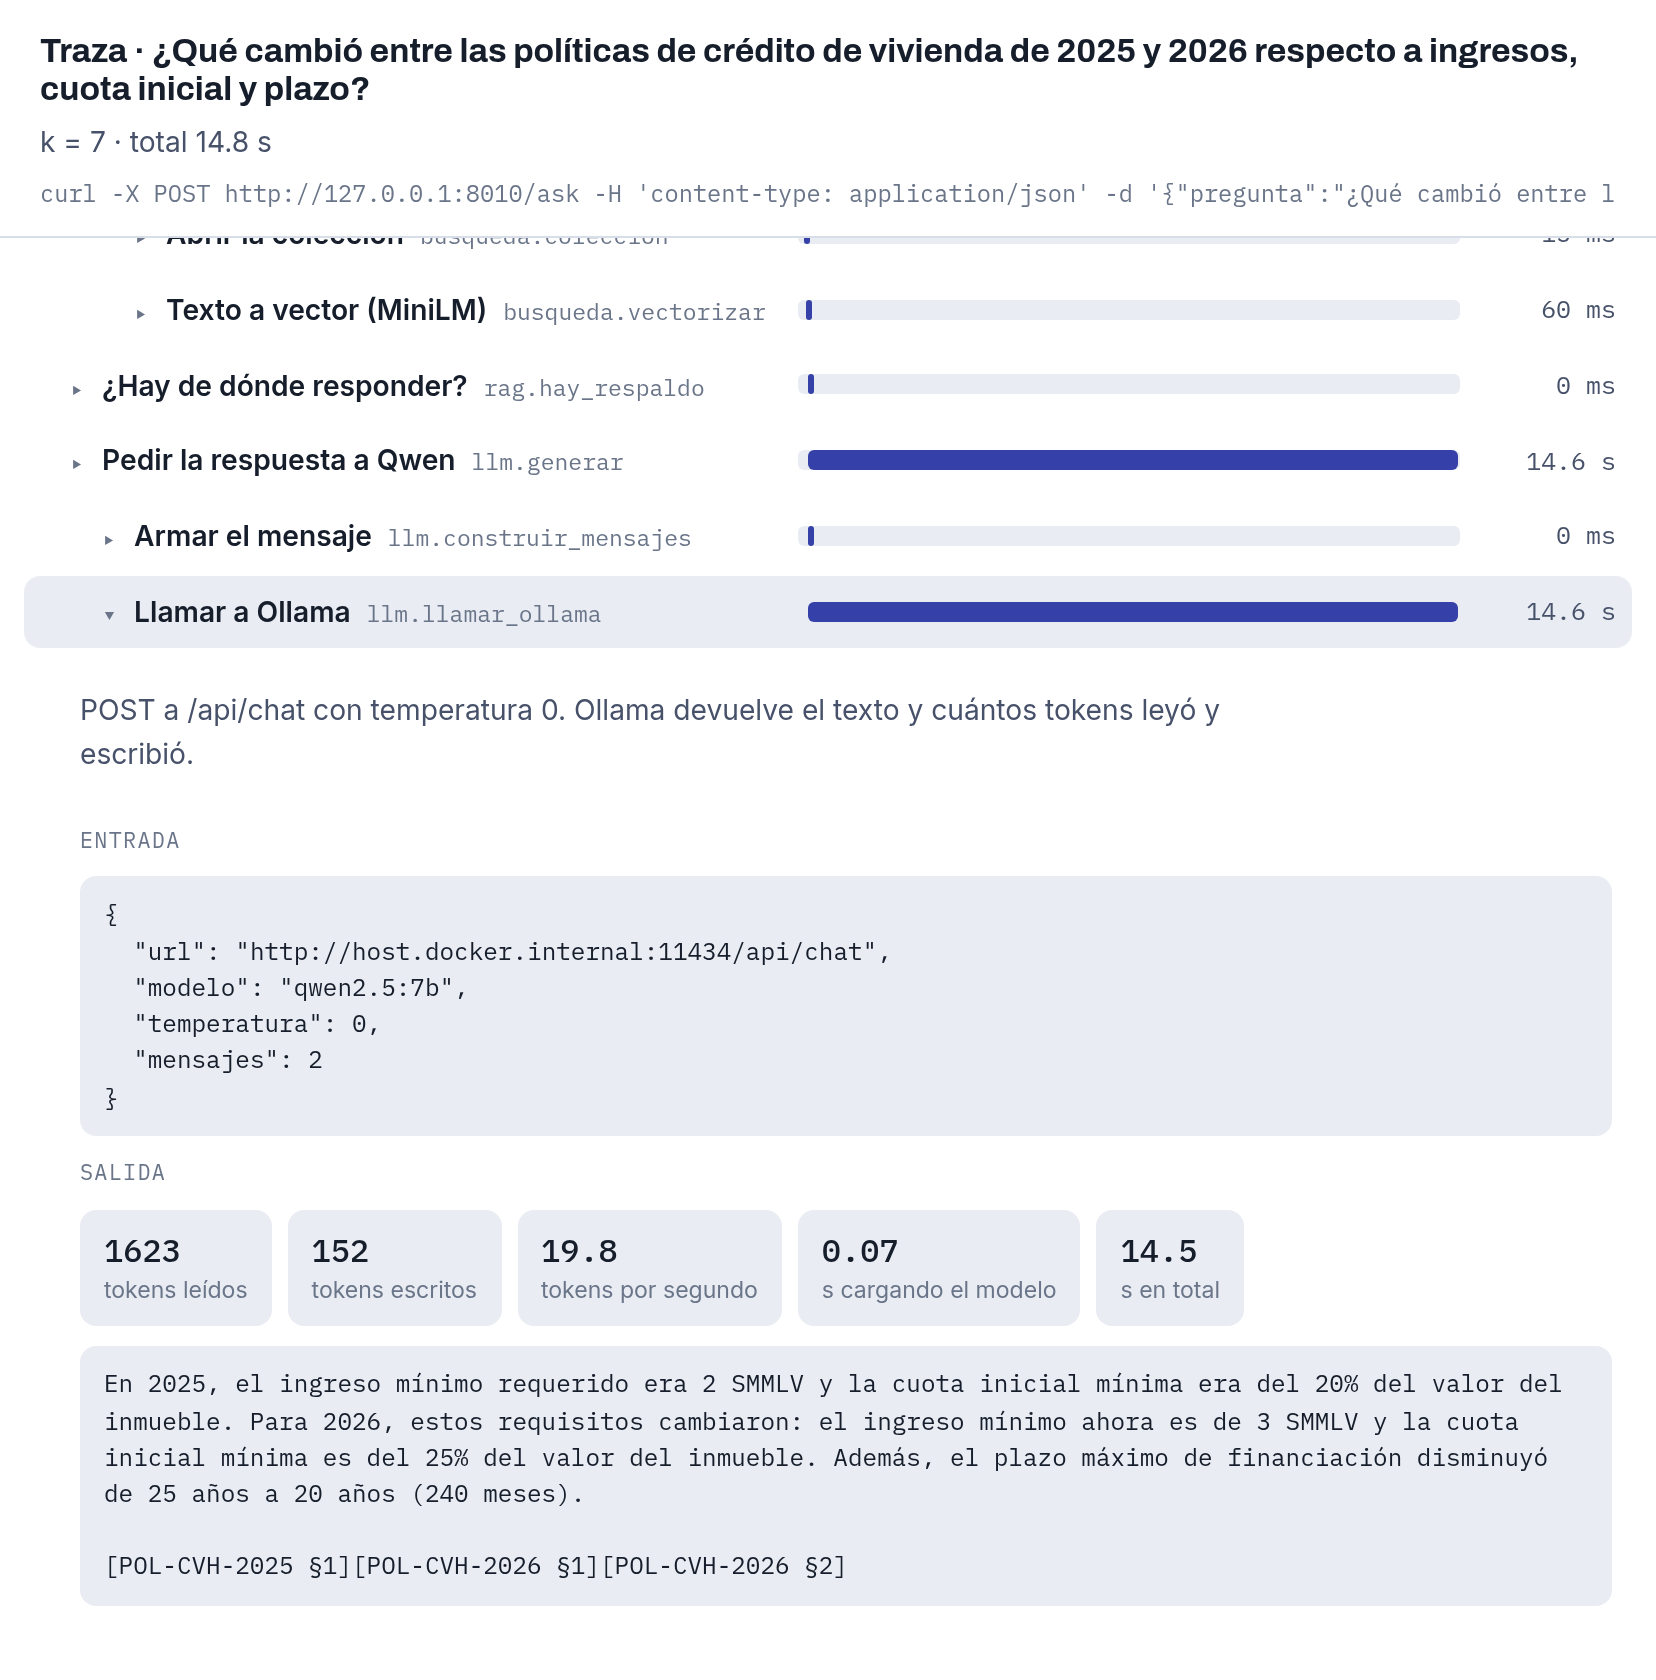 Traza · ¿Qué cambió entre las políticas de crédito de vivienda de 2025 y 2026 respecto a ingresos,
cuota inicial y plazo?
k = 7 · total 14.8 s
curl -X POST http://127.0.0.1:8010/ask -H 'content-type: application/json' -d '{"pregunta":"¿Qué cambió entre l
Abrir la colección busqueda.coleccion
Texto a vector (MiniLM) busqueda.vectorizar 60 ms
¿Hay de dónde responder? rag.hay_respaldo 0 ms
Pedir la respuesta a Qwen llm.generar 14.6 s
Armar el mensaje llm.construir_mensajes 0 ms
Llamar a Ollama llm.llamar_ollama 14.6 s
POST a /api/chat con temperatura 0. Ollama devuelve el texto y cuántos tokens leyó y
escribió.
ENTRADA
{
"url": "http://host.docker.internal:11434/api/chat",
"modelo": "qwen2.5:7b",
"temperatura": 0,
"mensajes": 2
}
SALIDA
1623 152 19.8 0.07 14.5
tokens leídos tokens escritos tokens por segundo s cargando el modelo s en total
En 2025, el ingreso mínimo requerido era 2 SMMLV y la cuota inicial mínima era del 20% del valor del
inmueble. Para 2026, estos requisitos cambiaron: el ingreso mínimo ahora es de 3 SMMLV y la cuota
inicial mínima es del 25% del valor del inmueble. Además, el plazo máximo de financiación disminuyó
de 25 años a 20 años (240 meses).
[POL-CVH-2025 §1][POL-CVH-2026 §1][POL-CVH-2026 §2]